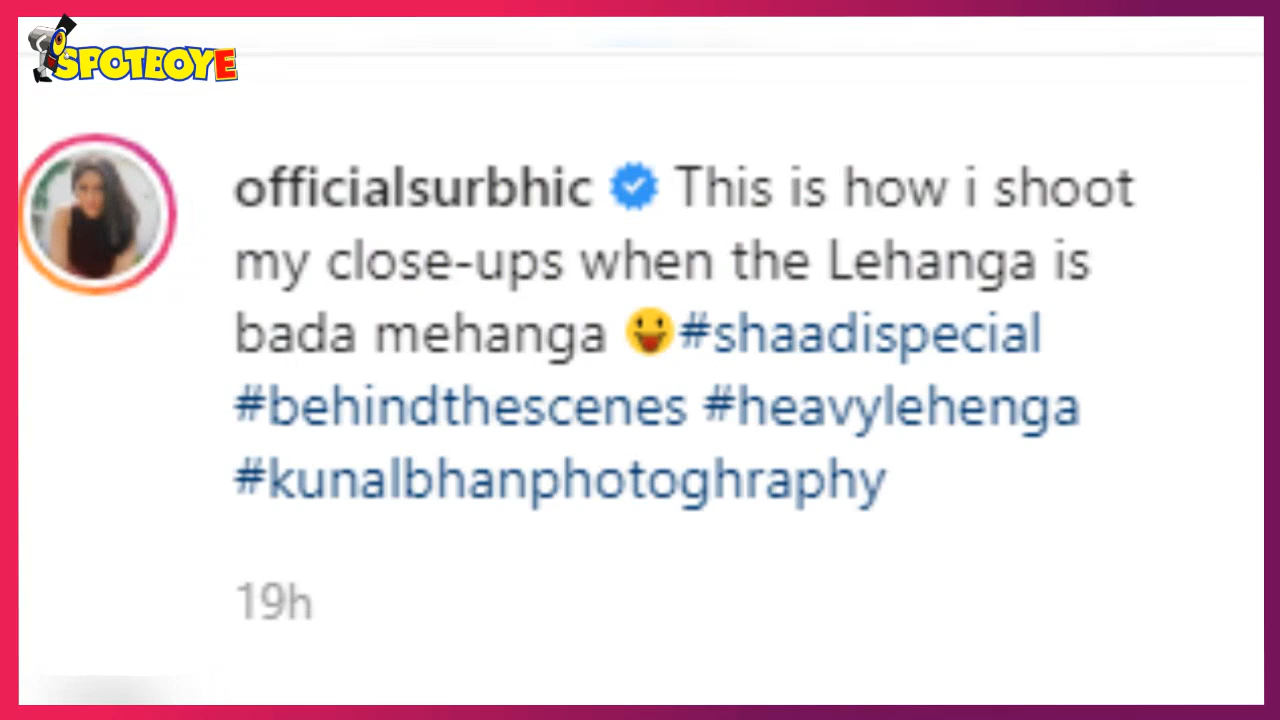 SPOTBOYE
officialsurbhic This is how i shoot
my close-ups when the Lehanga is
bada mehanga 😃#shaadispecial
#behindthescenes #heavylehenga
#kunalbhanphotoghraphy
19h